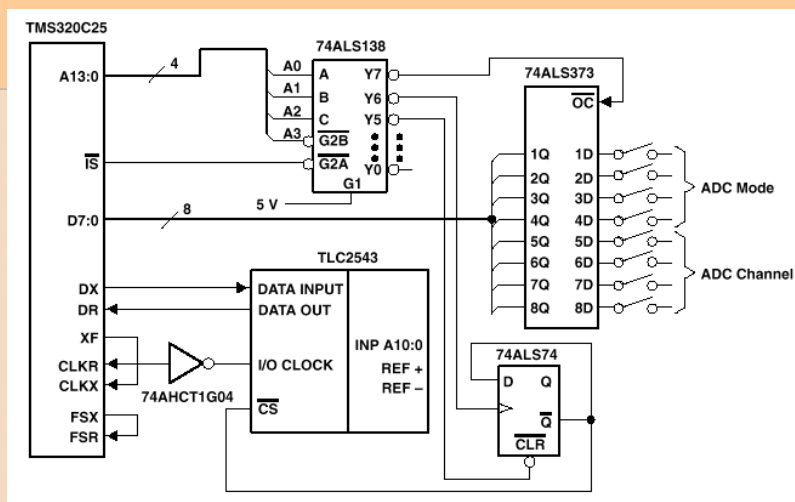 TMS320C25
74ALS138
74ALS373
A13:0
4
A0
A1
A2
A3
A
B
C
G2B
G2A
G1
Y7
Y6
Y5
Y0
OC
IS
5 V
D7:0
8
1Q 1D
2Q 2D
3Q 3D
4Q 4D
5Q 5D
6Q 6D
7Q 7D
8Q 8D
ADC Mode
ADC Channel
TLC2543
DX
DR
XF
CLKR
CLKX
FSX
FSR
74AHCT1G04
DATA INPUT
DATA OUT
I/O CLOCK
CS
INP A10:0
REF +
REF –
74ALS74
D Q
Q
CLR